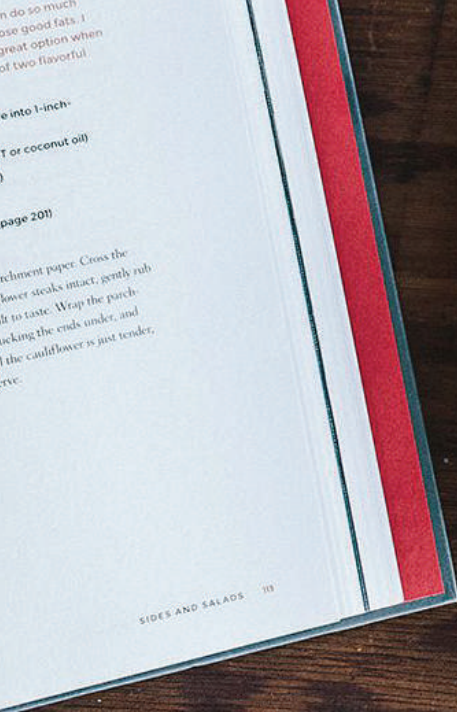 n do so much
ose good fats. I
great option when
of two flavorful
e into 1-inch-
T or coconut oil)
)
page 201)
rchment paper. Cross the
lower steaks intact, gently rub
lt to taste. Wrap the parch-
ucking the ends under, and
l the cauliflower is just tender,
erve.
SIDES AND SALADS 113